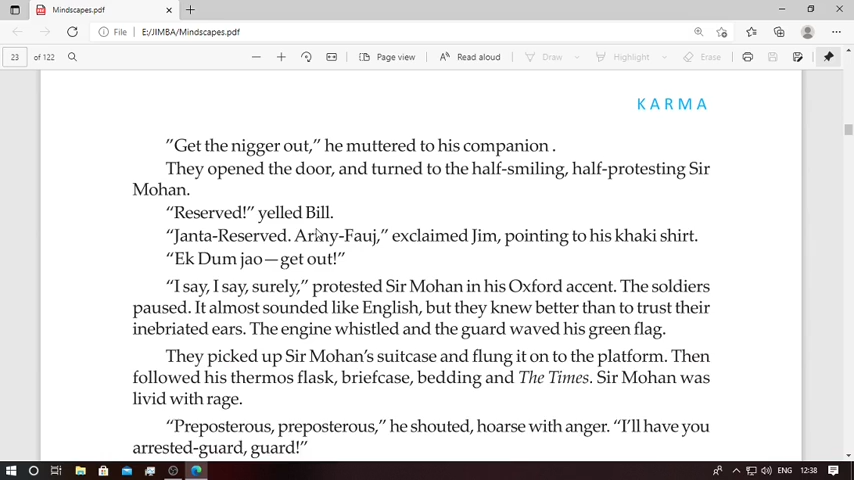 Mindscapes.pdf
File E:/JIMBA/Mindscapes.pdf
23 of 122 Page view Read aloud Draw Highlight Erase
KARMA
”Get the nigger out,” he muttered to his companion .
They opened the door, and turned to the half-smiling, half-protesting Sir
Mohan.
“Reserved!” yelled Bill.
“Janta-Reserved. Army-Fauj,” exclaimed Jim, pointing to his khaki shirt.
“Ek Dum jao—get out!”
“I say, I say, surely,” protested Sir Mohan in his Oxford accent. The soldiers
paused. It almost sounded like English, but they knew better than to trust their
inebriated ears. The engine whistled and the guard waved his green flag.
They picked up Sir Mohan’s suitcase and flung it on to the platform. Then
followed his thermos flask, briefcase, bedding and The Times. Sir Mohan was
livid with rage.
“Preposterous, preposterous,” he shouted, hoarse with anger. “I’ll have you
arrested-guard, guard!”
ENG 12:38